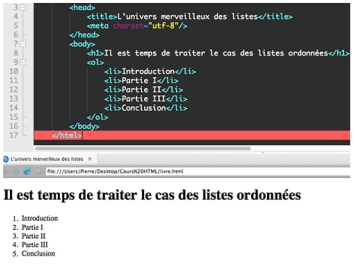 3 <head>
4 <title>L'univers merveilleux des listes</title>
5 <meta charset="utf-8"/>
6 </head>
7 <body>
8 <h1>Il est temps de traiter le cas des listes ordonnées</h1>
9 <ol>
10 <li>Introduction</li>
11 <li>Partie I</li>
12 <li>Partie II</li>
13 <li>Partie III</li>
14 <li>Conclusion</li>
15 </ol>
16 </body>
17 </html>
L'univers merveilleux des listes ×
file:///Users/Pierre/Desktop/Cours%20HTML/livre.html
Il est temps de traiter le cas des listes ordonnées
1. Introduction
2. Partie I
3. Partie II
4. Partie III
5. Conclusion